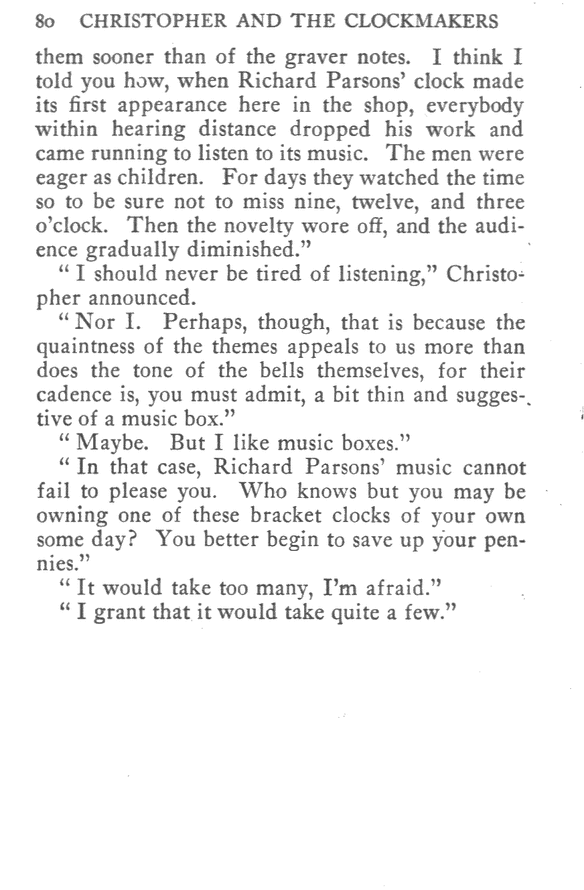 80 CHRISTOPHER AND THE CLOCKMAKERS
them sooner than of the graver notes. I think I
told you how, when Richard Parsons' clock made
its first appearance here in the shop, everybody
within hearing distance dropped his work and
came running to listen to its music. The men were
eager as children. For days they watched the time
so to be sure not to miss nine, twelve, and three
o'clock. Then the novelty wore off, and the audi-
ence gradually diminished."
"I should never be tired of listening," Christo-
pher announced.
"Nor I. Perhaps, though, that is because the
quaintness of the themes appeals to us more than
does the tone of the bells themselves, for their
cadence is, you must admit, a bit thin and sugges-
tive of a music box."
"Maybe. But I like music boxes."
"In that case, Richard Parsons' music cannot
fail to please you. Who knows but you may be
owning one of these bracket clocks of your own
some day? You better begin to save up your pen-
nies."
"It would take too many, I'm afraid."
"I grant that it would take quite a few."